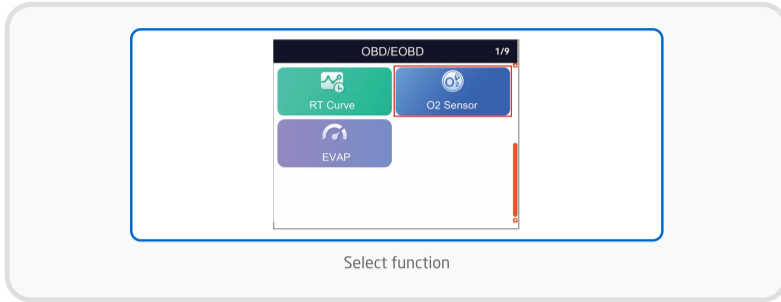 OBD/EOBD 1/9
RT Curve O2 Sensor
EVAP
Select function